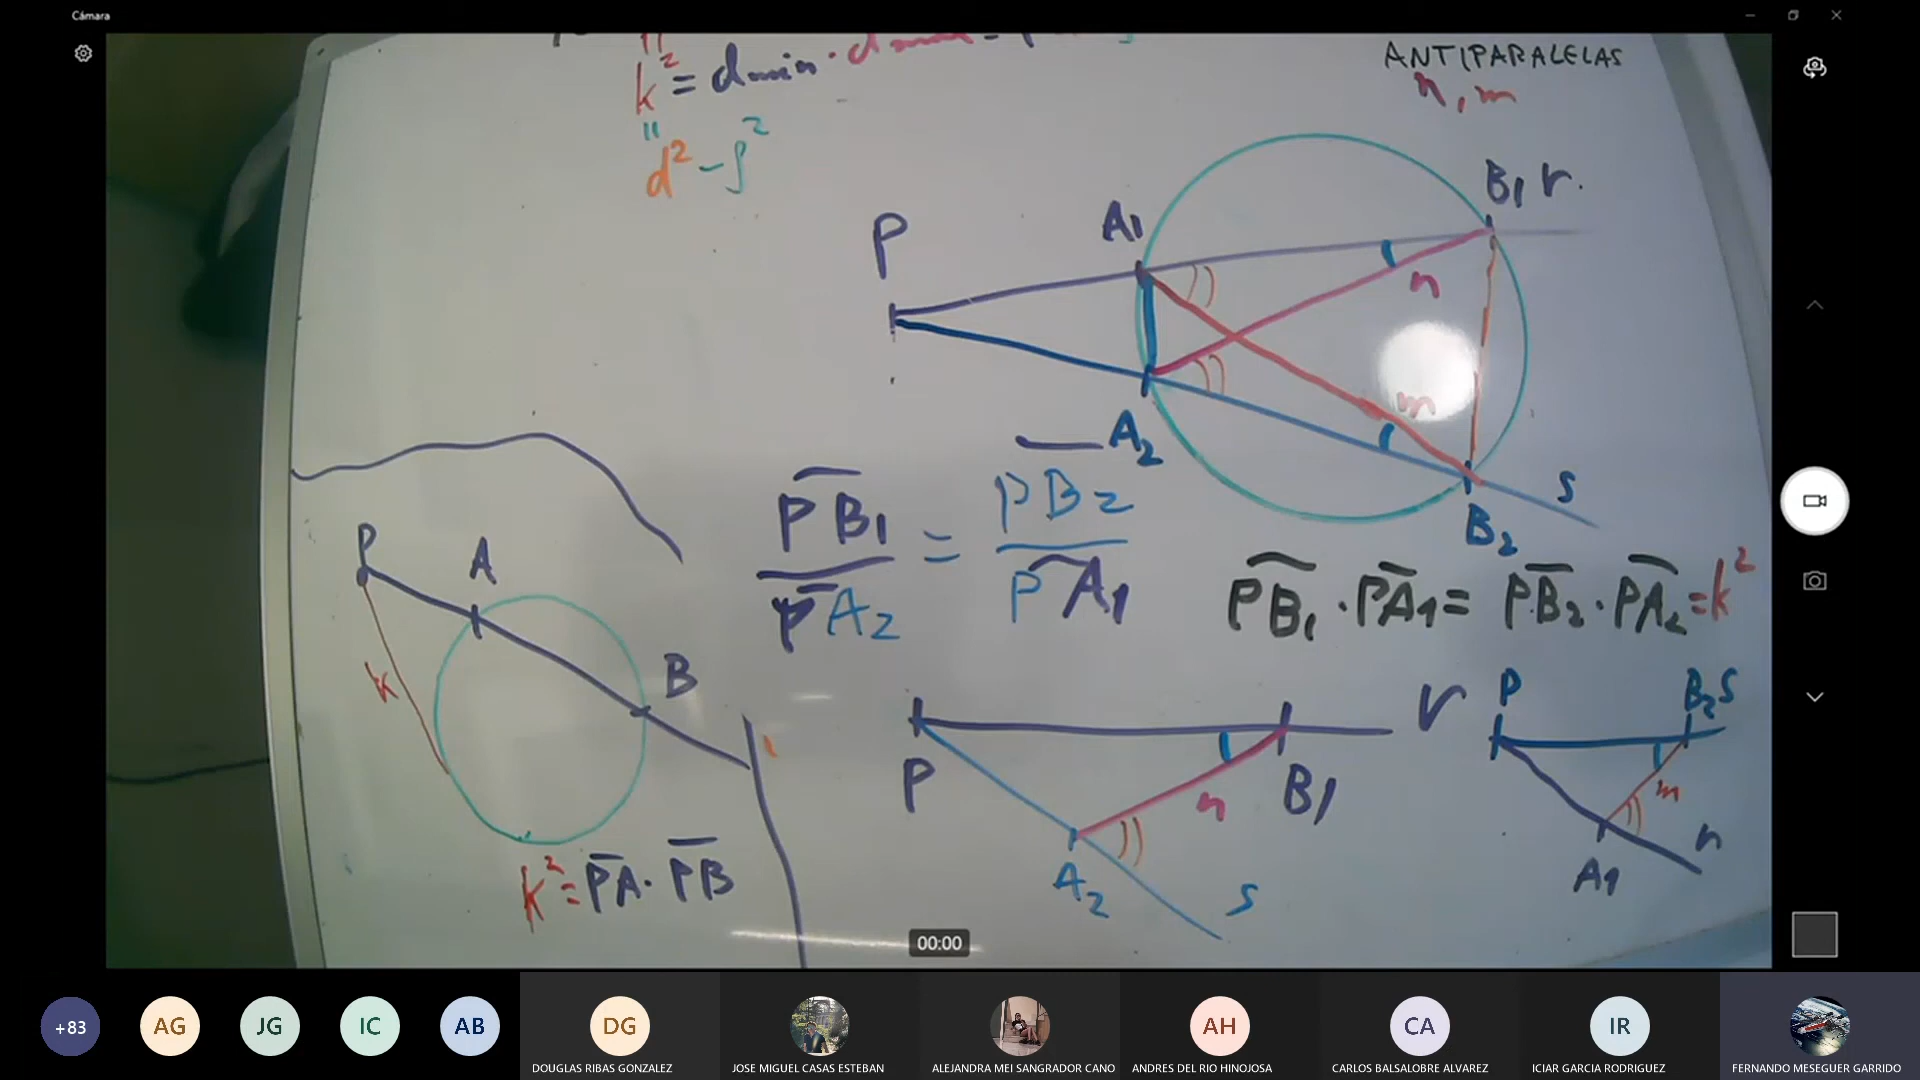 Cámara
k² = dmin · dmax =
"
d² - ρ²
ANTIPARALELAS
n, m
P
A1
B1 r.
n
m
A2
B2
s
PB1 / PA2 = PB2 / PA1
PB1 · PA1 = PB2 · PA2 = k²
P
A
B
k
k² = PA · PB
P
B1
r
n
A2
s
P
B2 s
m
A1
r
00:00
+83
AG
JG
IC
AB
DG
AH
CA
IR
DOUGLAS RIBAS GONZALEZ
JOSE MIGUEL CASAS ESTEBAN
ALEJANDRA MEI SANGRADOR CANO
ANDRES DEL RIO HINOJOSA
CARLOS BALSALOBRE ALVAREZ
ICIAR GARCIA RODRIGUEZ
FERNANDO MESEGUER GARRIDO